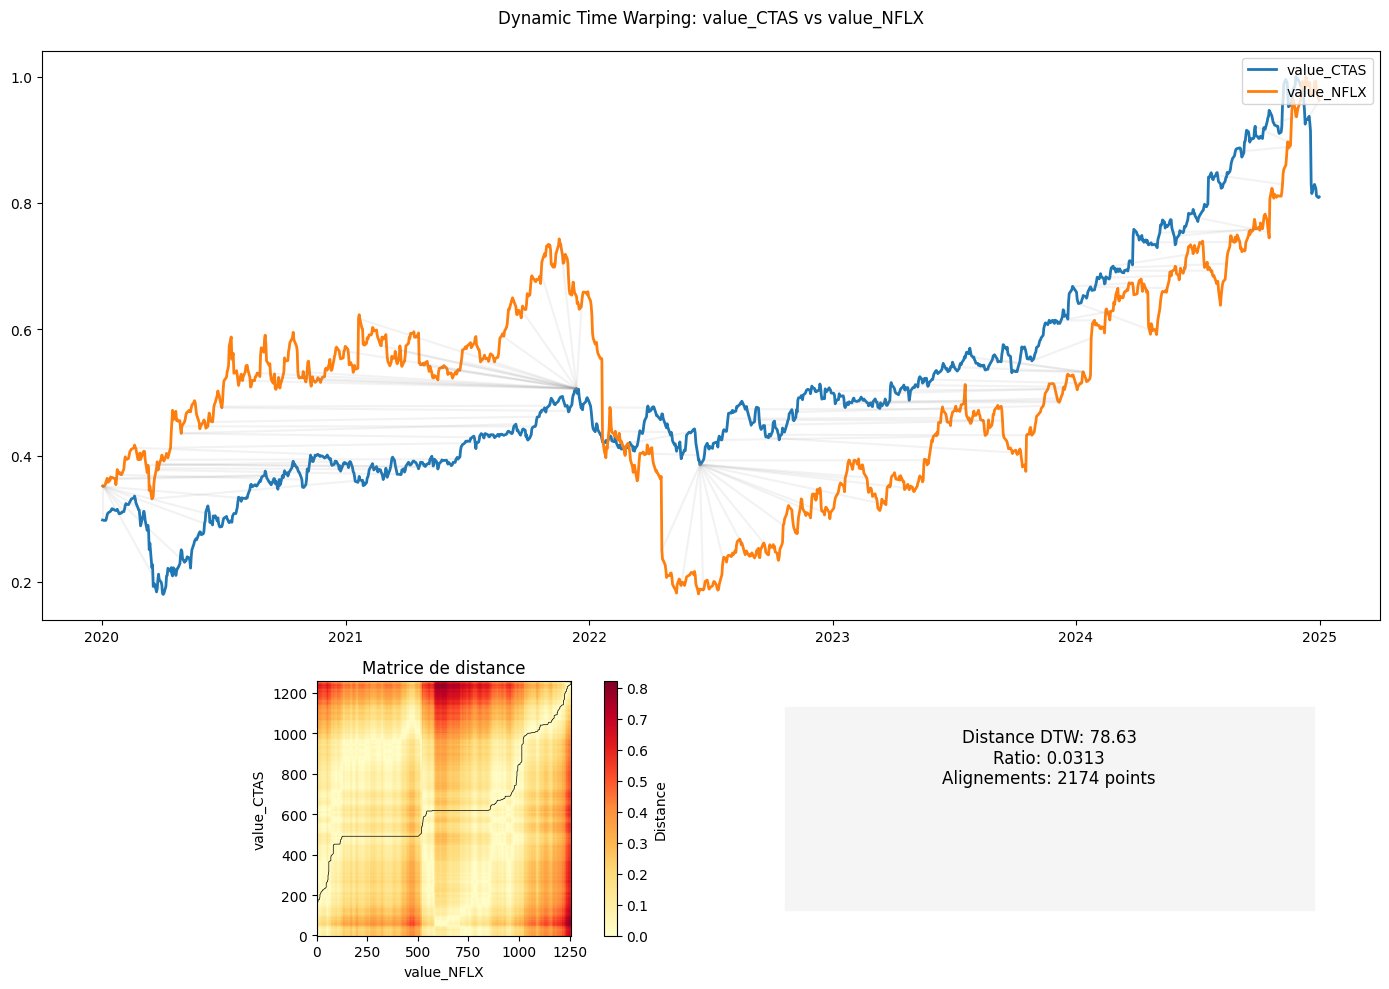 Dynamic Time Warping: value_CTAS vs value_NFLX
1.0
0.8
0.6
0.4
0.2
value_CTAS
value_NFLX
2020 2021 2022 2023 2024 2025
Matrice de distance
1200
1000
800
600
400
200
0
value_CTAS
0 250 500 750 1000 1250
value_NFLX
0.8
0.7
0.6
0.5
0.4
0.3
0.2
0.1
0.0
Distance
Distance DTW: 78.63
Ratio: 0.0313
Alignements: 2174 points